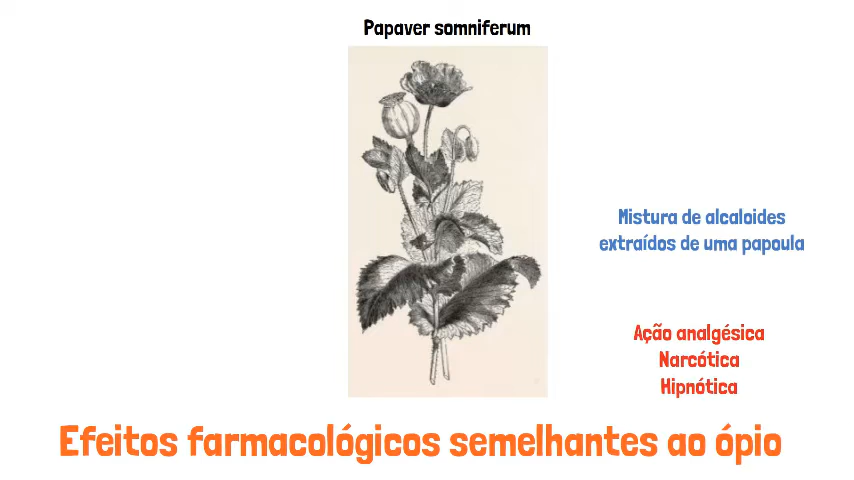 Papaver somniferum
Mistura de alcaloides
extraídos de uma papoula
Ação analgésica
Narcótica
Hipnótica
Efeitos farmacológicos semelhantes ao ópio